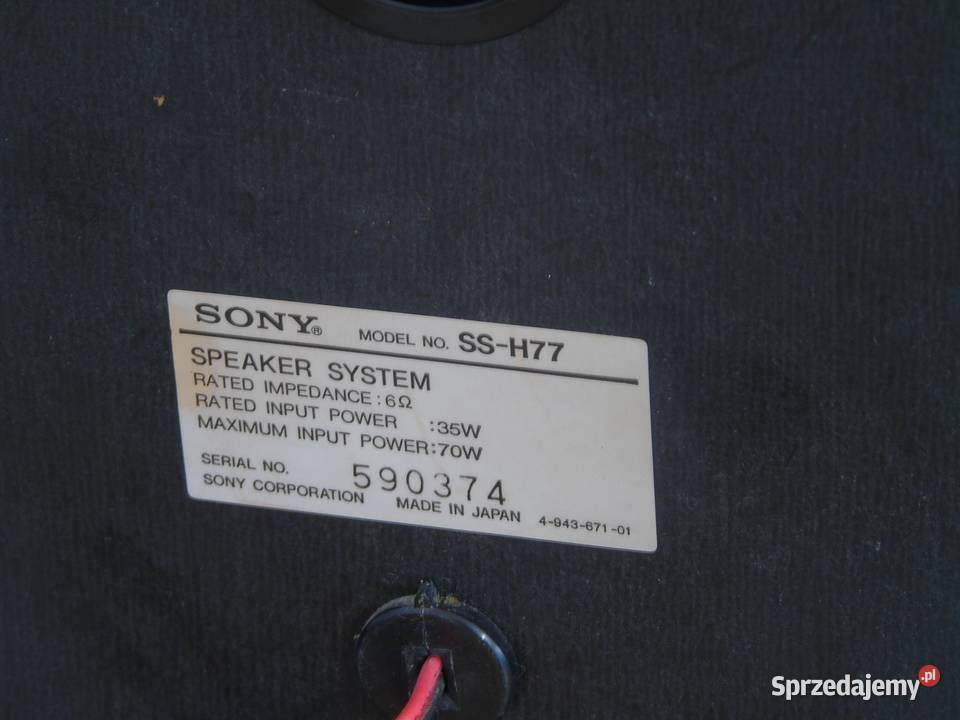 SONY® MODEL NO. SS-H77
SPEAKER SYSTEM
RATED IMPEDANCE : 6Ω
RATED INPUT POWER :35W
MAXIMUM INPUT POWER:70W
SERIAL NO. 590374
SONY CORPORATION MADE IN JAPAN 4-943-671-01
Sprzedajemy.pl